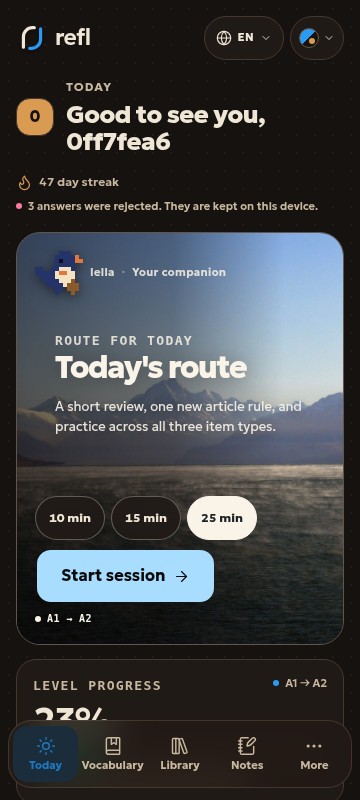 refl
EN
TODAY
0
Good to see you,
0ff7fea6
47 day streak
3 answers were rejected. They are kept on this device.
lella · Your companion
ROUTE FOR TODAY
Today's route
A short review, one new article rule, and
practice across all three item types.
10 min
15 min
25 min
Start session →
A1 → A2
LEVEL PROGRESS
A1 → A2
23%
Today
Vocabulary
Library
Notes
More